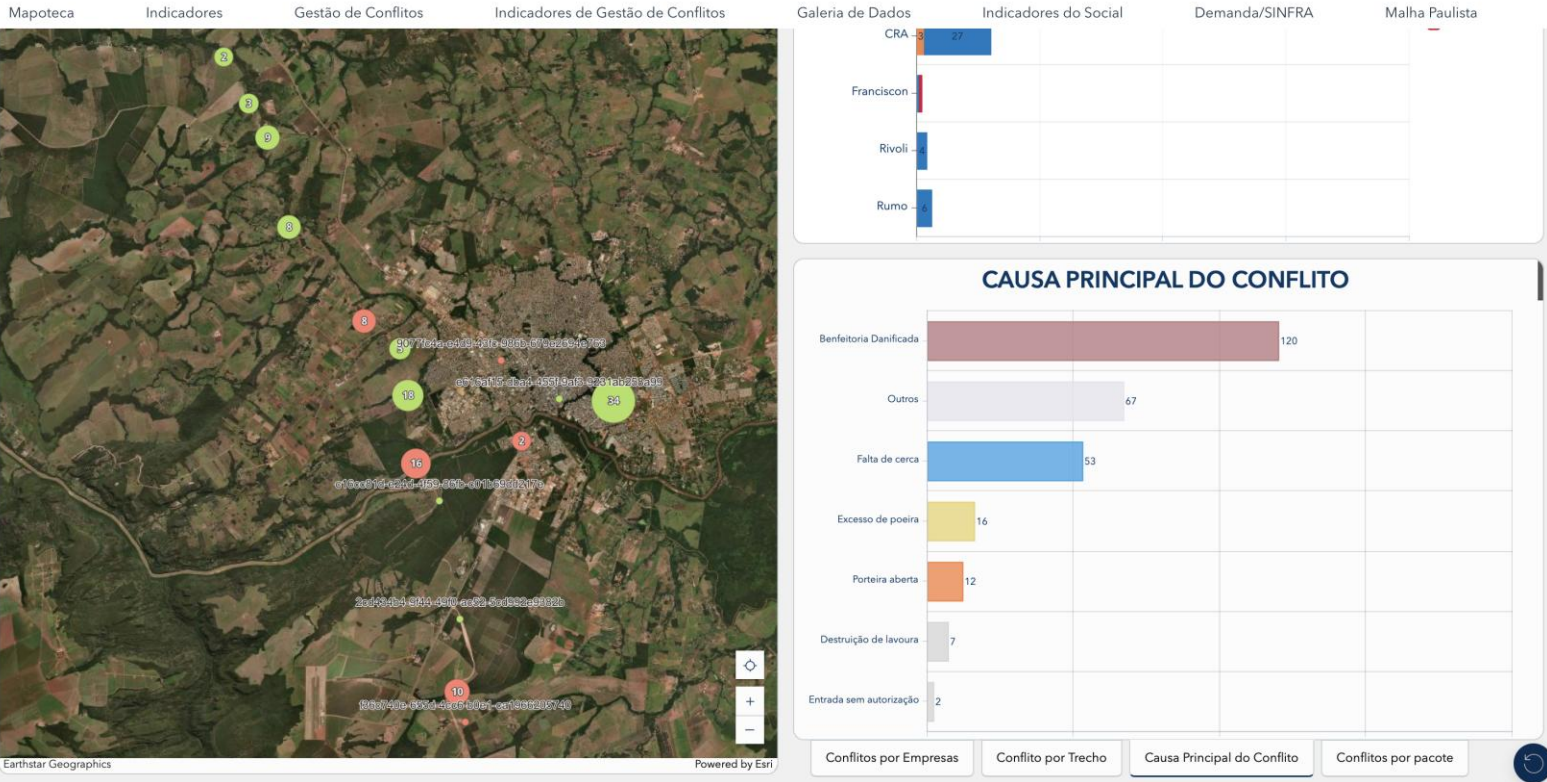 Mapoteca
Indicadores
Gestão de Conflitos
Indicadores de Gestão de Conflitos
Galeria de Dados
Indicadores do Social
Demanda/SINFRA
Malha Paulista
2
3
9
8
8
18
34
2
16
10
Earthstar Geographics
Powered by Esri
+
−
CRA
3
27
Franciscon
Rivoli
4
Rumo
6
CAUSA PRINCIPAL DO CONFLITO
Benfeitoria Danificada
120
Outros
67
Falta de cerca
53
Excesso de poeira
16
Porteira aberta
12
Destruição de lavoura
7
Entrada sem autorização
2
Conflitos por Empresas
Conflito por Trecho
Causa Principal do Conflito
Conflitos por pacote